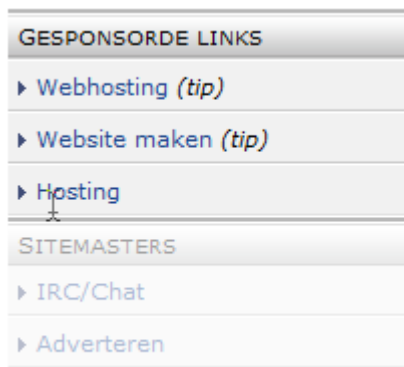 GESPONSORDE LINKS
Webhosting (tip)
Website maken (tip)
Hosting
SITEMASTERS
IRC/Chat
Adverteren